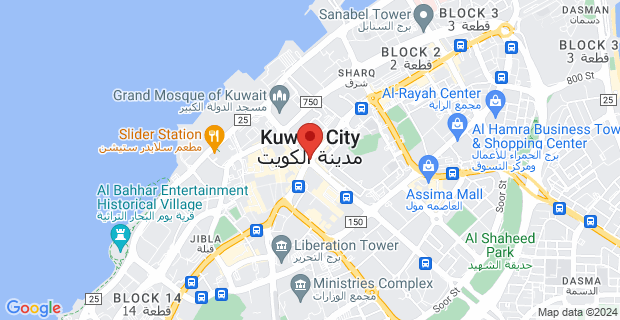 Sanabel Tower
برج السنابل
BLOCK 3
قطعة 3
DASMAN
دسمان
BLOCK 2
قطعة 2
BLOCK 3
قطعة 3
25
SHARQ
شرق
800 St
Grand Mosque of Kuwait
مسجد الدولة الكبير
750
Al-Rayah Center
مجمع الراية
Slider Station
مطعم سلايدر ستيشن
Kuw
City
مدينة الكويت
Al Hamra Business Tow
& Shopping Center
برج الحمراء للأعمال
ومركز التسوق
Al Bahhar Entertainment
Historical Village
قرية يوم البحار التراثية
Assima Mall
العاصمة مول
Soor St
150
JIBLA
قبلة
Liberation Tower
برج التحرير
Al Shaheed
Park
حديقة الشهيد
Ministries Complex
مجمع الوزارات
25
BLOCK 14
قطعة 14
Soor St
35
30
DASMA
الدسمة
Google
Map data ©2024